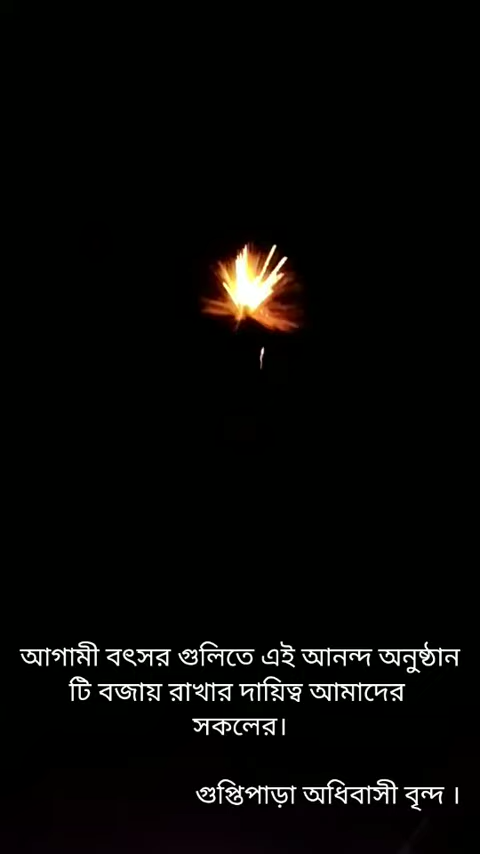 আগামী বৎসর গুলিতে এই আনন্দ অনুষ্ঠান
টি বজায় রাখার দায়িত্ব আমাদের
সকলের।
গুপ্তিপাড়া অধিবাসী বৃন্দ ।